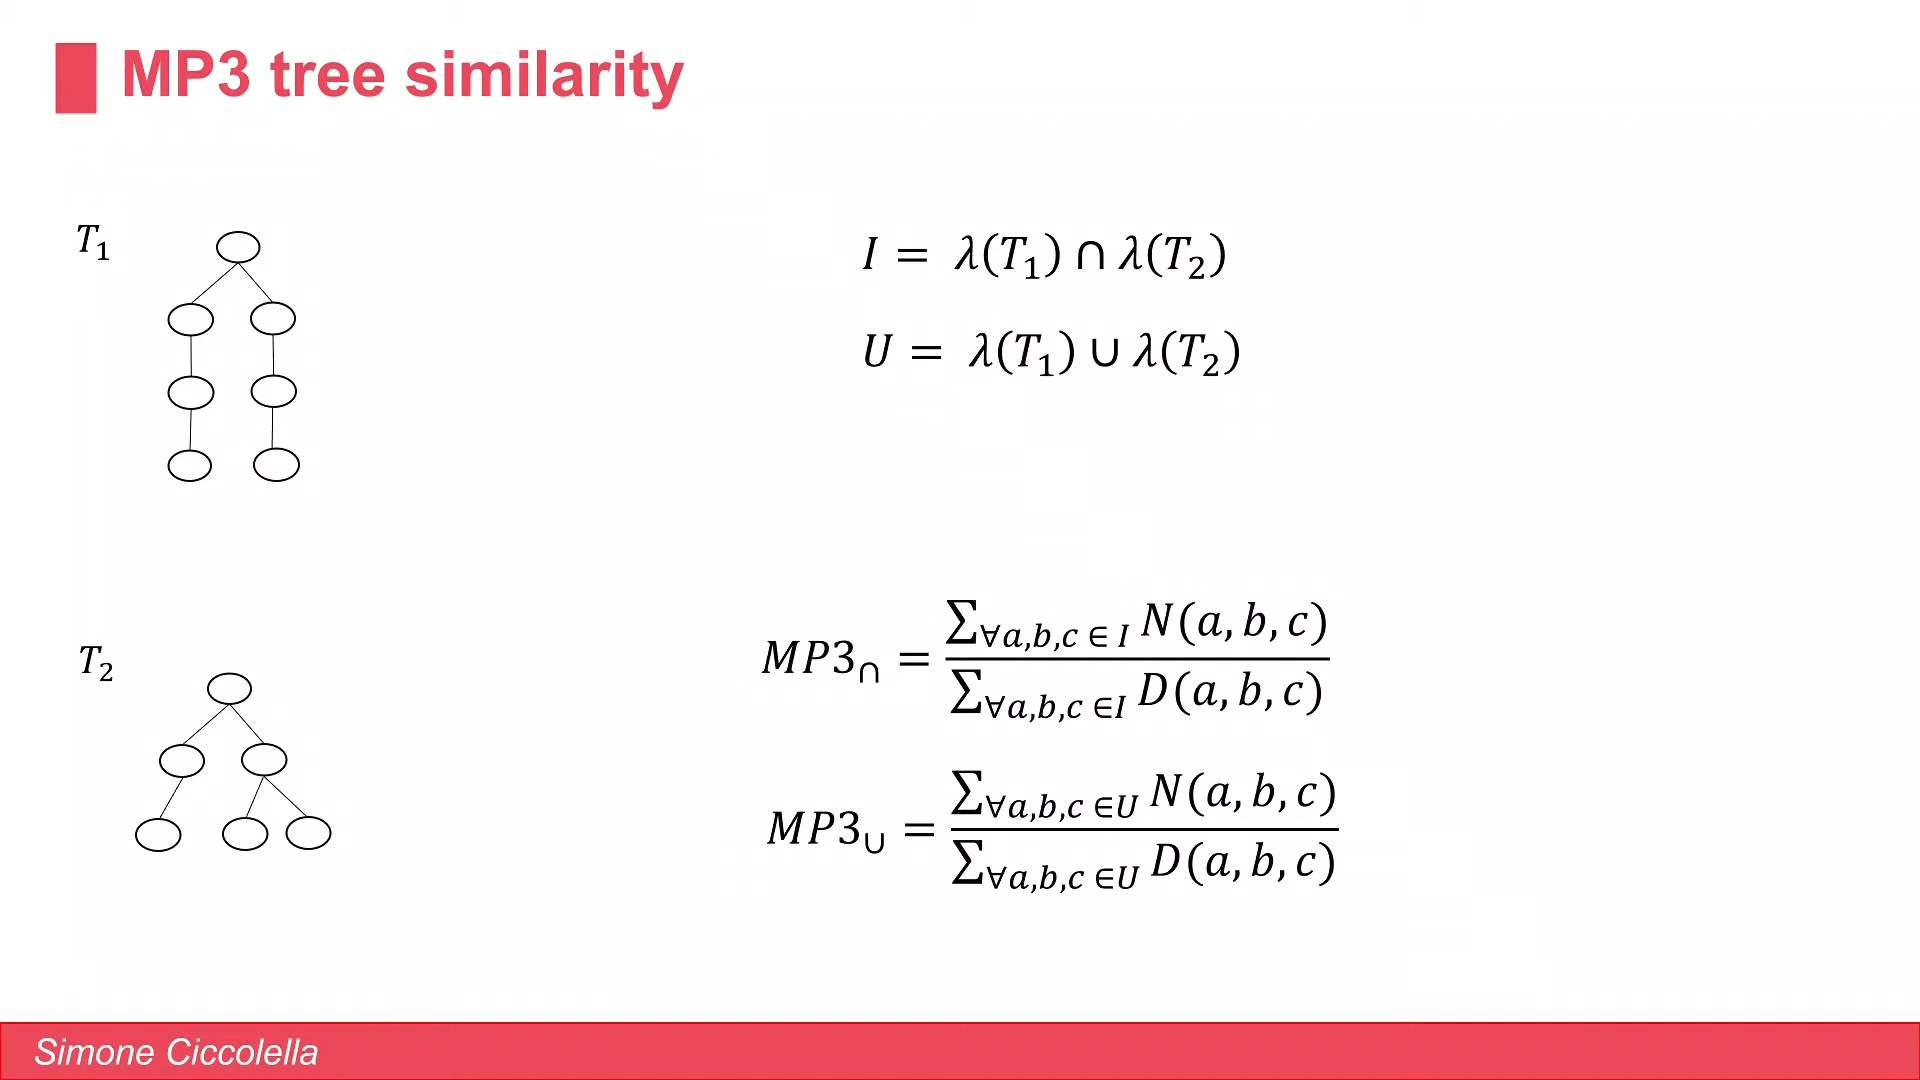 MP3 tree similarity
T₁
I = λ(T₁) ∩ λ(T₂)
U = λ(T₁) ∪ λ(T₂)
T₂
MP3∩ = ∑∀a,b,c ∈ I N(a, b, c) / ∑∀a,b,c ∈I D(a, b, c)
MP3∪ = ∑∀a,b,c ∈U N(a, b, c) / ∑∀a,b,c ∈U D(a, b, c)
Simone Ciccolella